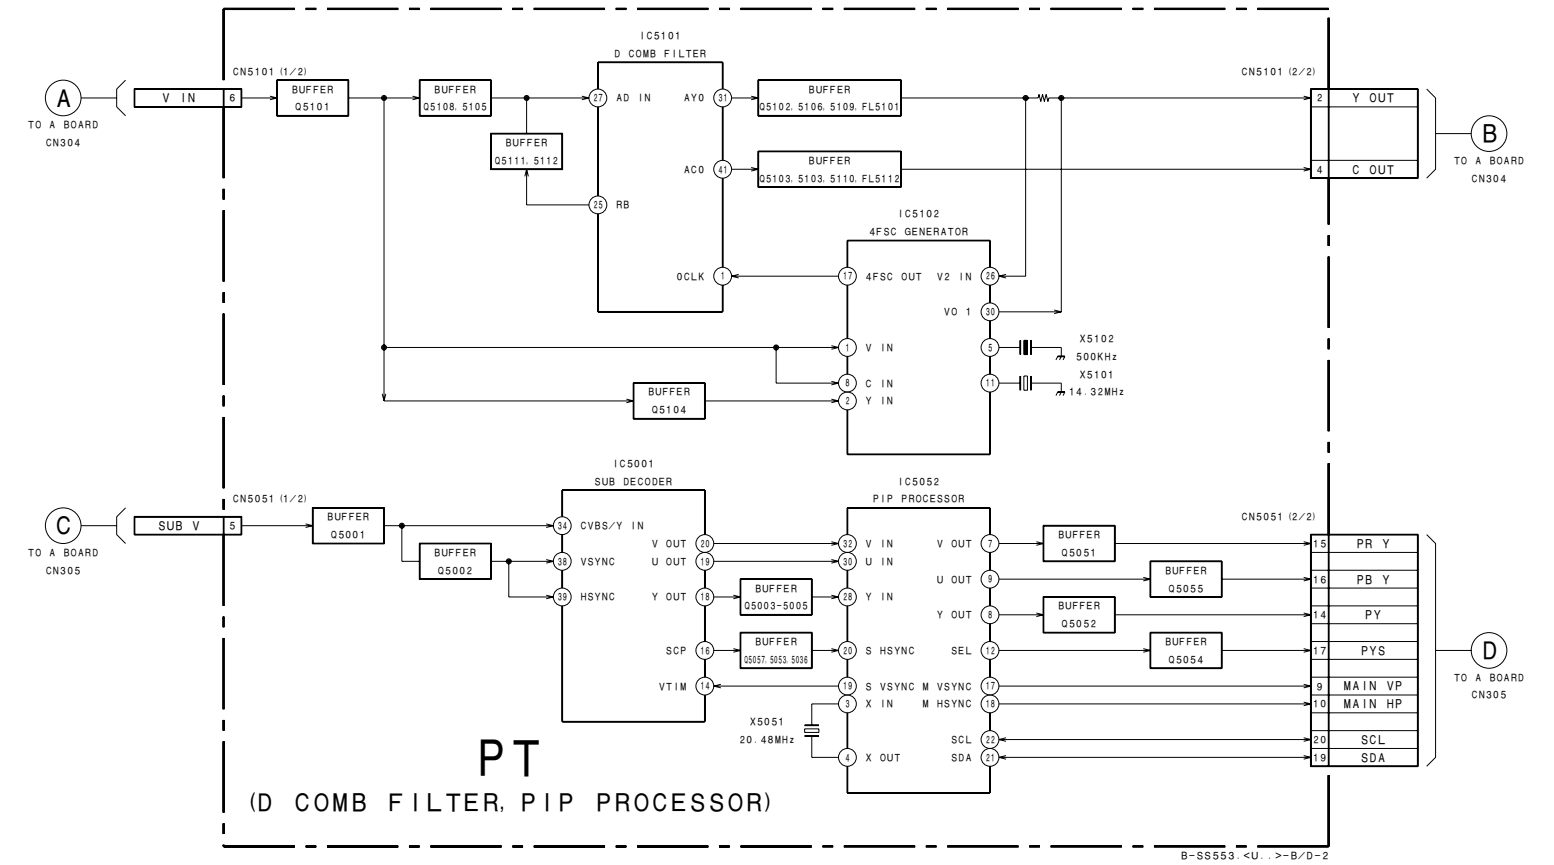 IC5101
D COMB FILTER
CN5101 (1/2)
CN5101 (2/2)
A
TO A BOARD
CN304
V IN
6
BUFFER
Q5101
BUFFER
Q5108. 5105
BUFFER
Q5111. 5112
27
AD IN
25
RB
AYO
31
ACO
41
OCLK
1
BUFFER
Q5102. 5106. 5109. FL5101
BUFFER
Q5103. 5103. 5110. FL5112
2
Y OUT
4
C OUT
B
TO A BOARD
CN304
IC5102
4FSC GENERATOR
17
4FSC OUT
V2 IN
26
VO 1
30
1
V IN
8
C IN
2
Y IN
5
11
X5102
500KHz
X5101
14.32MHz
BUFFER
Q5104
IC5001
SUB DECODER
CN5051 (1/2)
C
TO A BOARD
CN305
SUB V
5
BUFFER
Q5001
BUFFER
Q5002
34
CVBS/Y IN
38
VSYNC
39
HSYNC
V OUT
20
U OUT
19
Y OUT
18
SCP
16
VTIM
14
BUFFER
Q5003-5005
BUFFER
Q5057. 5053. 5036
X5051
20.48MHz
IC5052
PIP PROCESSOR
32
V IN
30
U IN
28
Y IN
20
S HSYNC
19
S VSYNC
3
X IN
4
X OUT
V OUT
7
U OUT
9
Y OUT
8
SEL
12
M VSYNC
17
M HSYNC
18
SCL
22
SDA
21
BUFFER
Q5051
BUFFER
Q5055
BUFFER
Q5052
BUFFER
Q5054
CN5051 (2/2)
15
PR Y
16
PB Y
14
PY
17
PYS
9
MAIN VP
10
MAIN HP
20
SCL
19
SDA
D
TO A BOARD
CN305
PT
(D COMB FILTER, PIP PROCESSOR)
B-SS553.<U..>-B/D-2